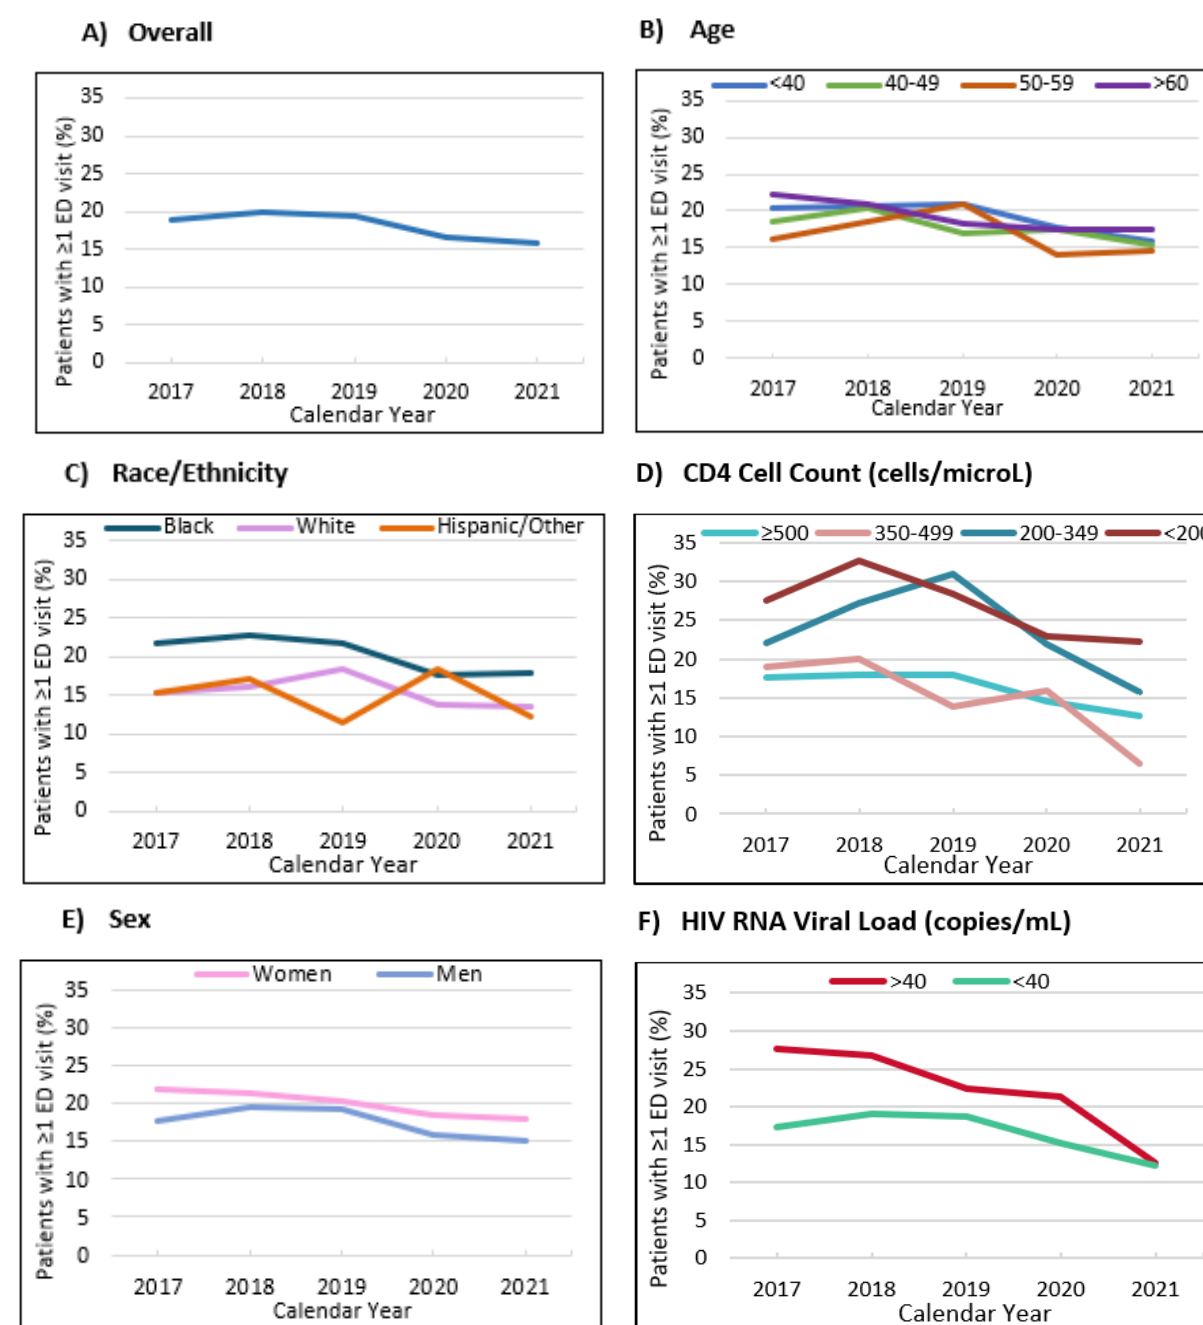 A) Overall
35
30
25
20
15
10
5
0
Patients with ≥1 ED visit (%)
2017 2018 2019 2020 2021
Calendar Year
B) Age
<40 40-49 50-59 >60
35
30
25
20
15
10
5
0
Patients with ≥1 ED visit (%)
2017 2018 2019 2020 2021
Calendar Year
C) Race/Ethnicity
Black White Hispanic/Other
35
30
25
20
15
10
5
0
Patients with ≥1 ED visit (%)
2017 2018 2019 2020 2021
Calendar Year
D) CD4 Cell Count (cells/microL)
≥500 350-499 200-349 <200
35
30
25
20
15
10
5
0
Patients with ≥1 ED visit (%)
2017 2018 2019 2020 2021
Calendar Year
E) Sex
Women Men
35
30
25
20
15
10
5
0
Patients with ≥1 ED visit (%)
2017 2018 2019 2020 2021
Calendar Year
F) HIV RNA Viral Load (copies/mL)
>40 <40
35
30
25
20
15
10
5
0
Patients with ≥1 ED visit (%)
2017 2018 2019 2020 2021
Calendar Year